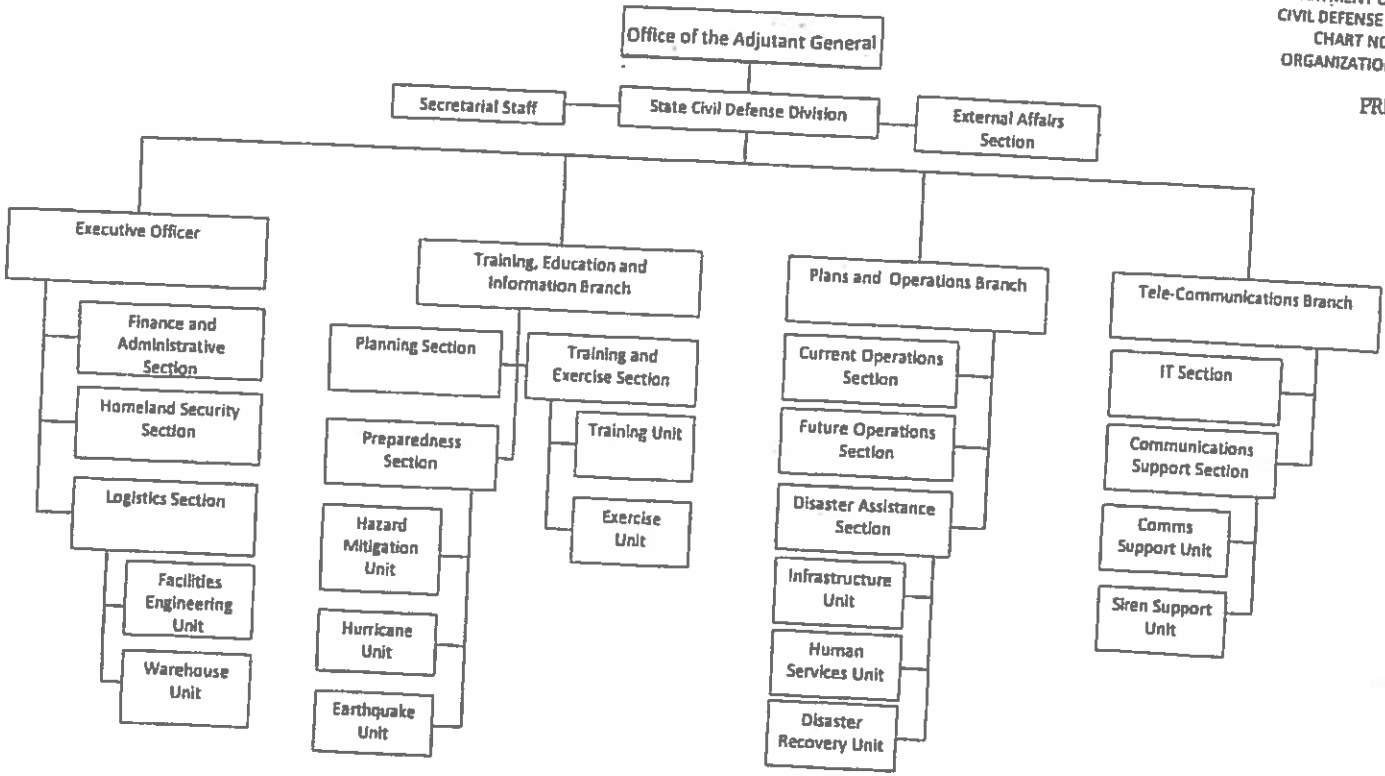 CIVIL DEFENSE
CHART NO
Office of the Adjutant General
Secretarial Staff
State Civil Defense Division
External Affairs
Section
Executive Officer
Finance and
Administrative
Section
Homeland Security
Section
Logistics Section
Facilities
Engineering
Unit
Warehouse
Unit
Training, Education and
Information Branch
Planning Section
Training and
Exercise Section
Training Unit
Exercise
Unit
Preparedness
Section
Hazard
Mitigation
Unit
Hurricane
Unit
Earthquake
Unit
Plans and Operations Branch
Current Operations
Section
Future Operations
Section
Disaster Assistance
Section
Infrastructure
Unit
Human
Services Unit
Disaster
Recovery Unit
Tele-Communications Branch
IT Section
Communications
Support Section
Comms
Support Unit
Siren Support
Unit